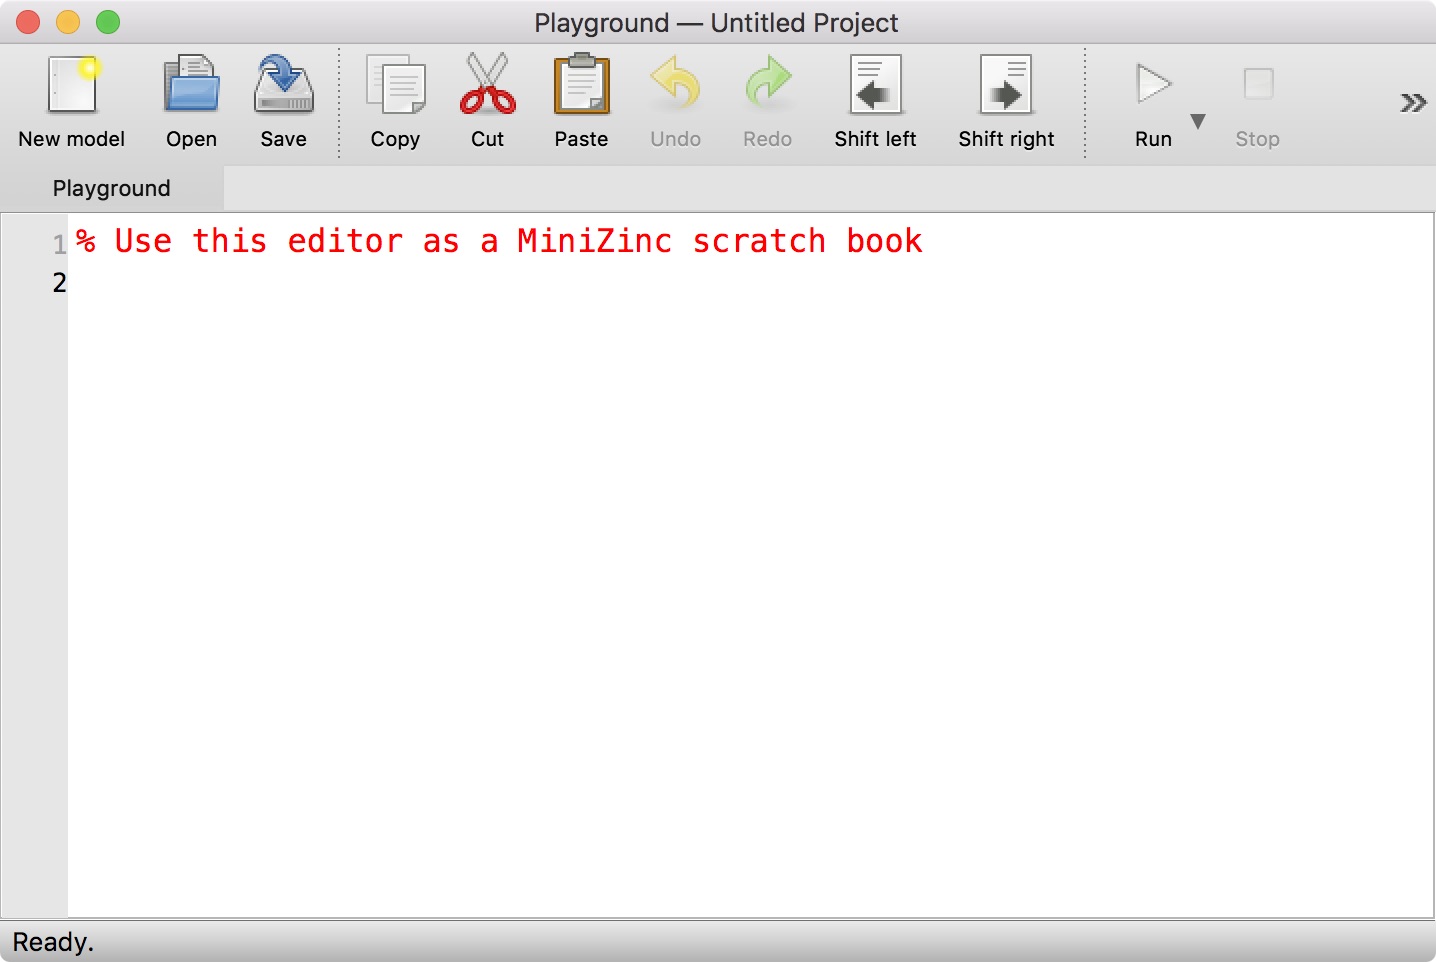 Playground — Untitled Project
New model Open Save Copy Cut Paste Undo Redo Shift left Shift right Run Stop
Playground
1 % Use this editor as a MiniZinc scratch book
2
Ready.